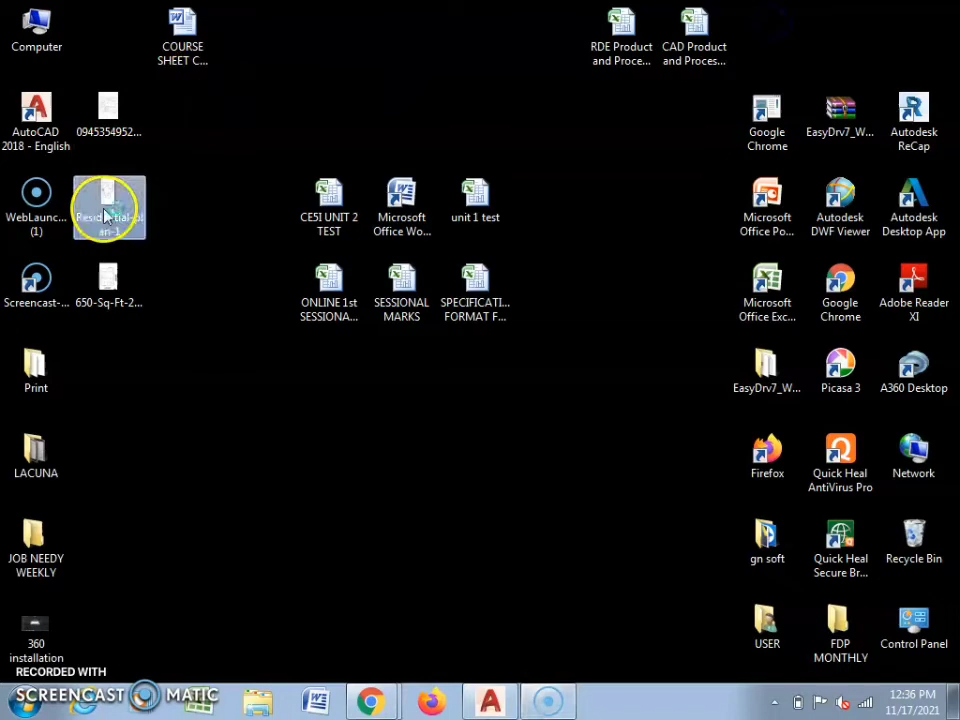 Computer
COURSE
SHEET C...
RDE Product
and Proce...
CAD Product
and Proces...
AutoCAD
2018 - English
0945354952...
Google
Chrome
EasyDrv7_W...
Autodesk
ReCap
WebLaunc...
(1)
an-1
CE5I UNIT 2
TEST
Microsoft
Office Wo...
unit 1 test
Microsoft
Office Po...
Autodesk
DWF Viewer
Autodesk
Desktop App
Screencast-...
650-Sq-Ft-2...
ONLINE 1st
SESSIONA...
SESSIONAL
MARKS
SPECIFICATI...
FORMAT F...
Microsoft
Office Exc...
Google
Chrome
Adobe Reader
XI
Print
EasyDrv7_W...
Picasa 3
A360 Desktop
LACUNA
Firefox
Quick Heal
AntiVirus Pro
Network
JOB NEEDY
WEEKLY
gn soft
Quick Heal
Secure Br...
Recycle Bin
360
installation
USER
FDP
MONTHLY
Control Panel
RECORDED WITH
SCREENCAST MATIC
12:36 PM
11/17/2021